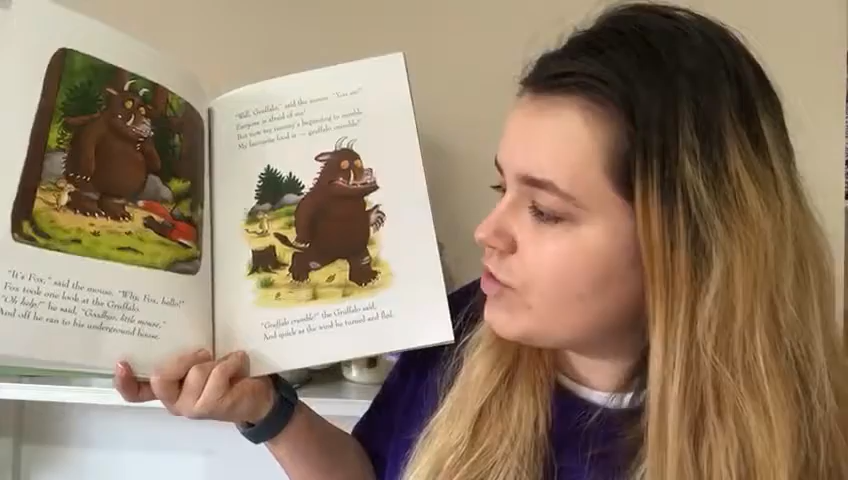 "It's Fox," said the mouse. "Why, Fox, hello!"
Fox took one look at the Gruffalo.
"Oh help!" he said, "Goodbye, little mouse,"
And off he ran to his underground house.
"Well, Gruffalo," said the mouse. "You see?
Everyone is afraid of me!
But now my tummy's beginning to rumble.
My favourite food is – gruffalo crumble!"
"Gruffalo crumble!" the Gruffalo said,
And quick as the wind he turned and fled.